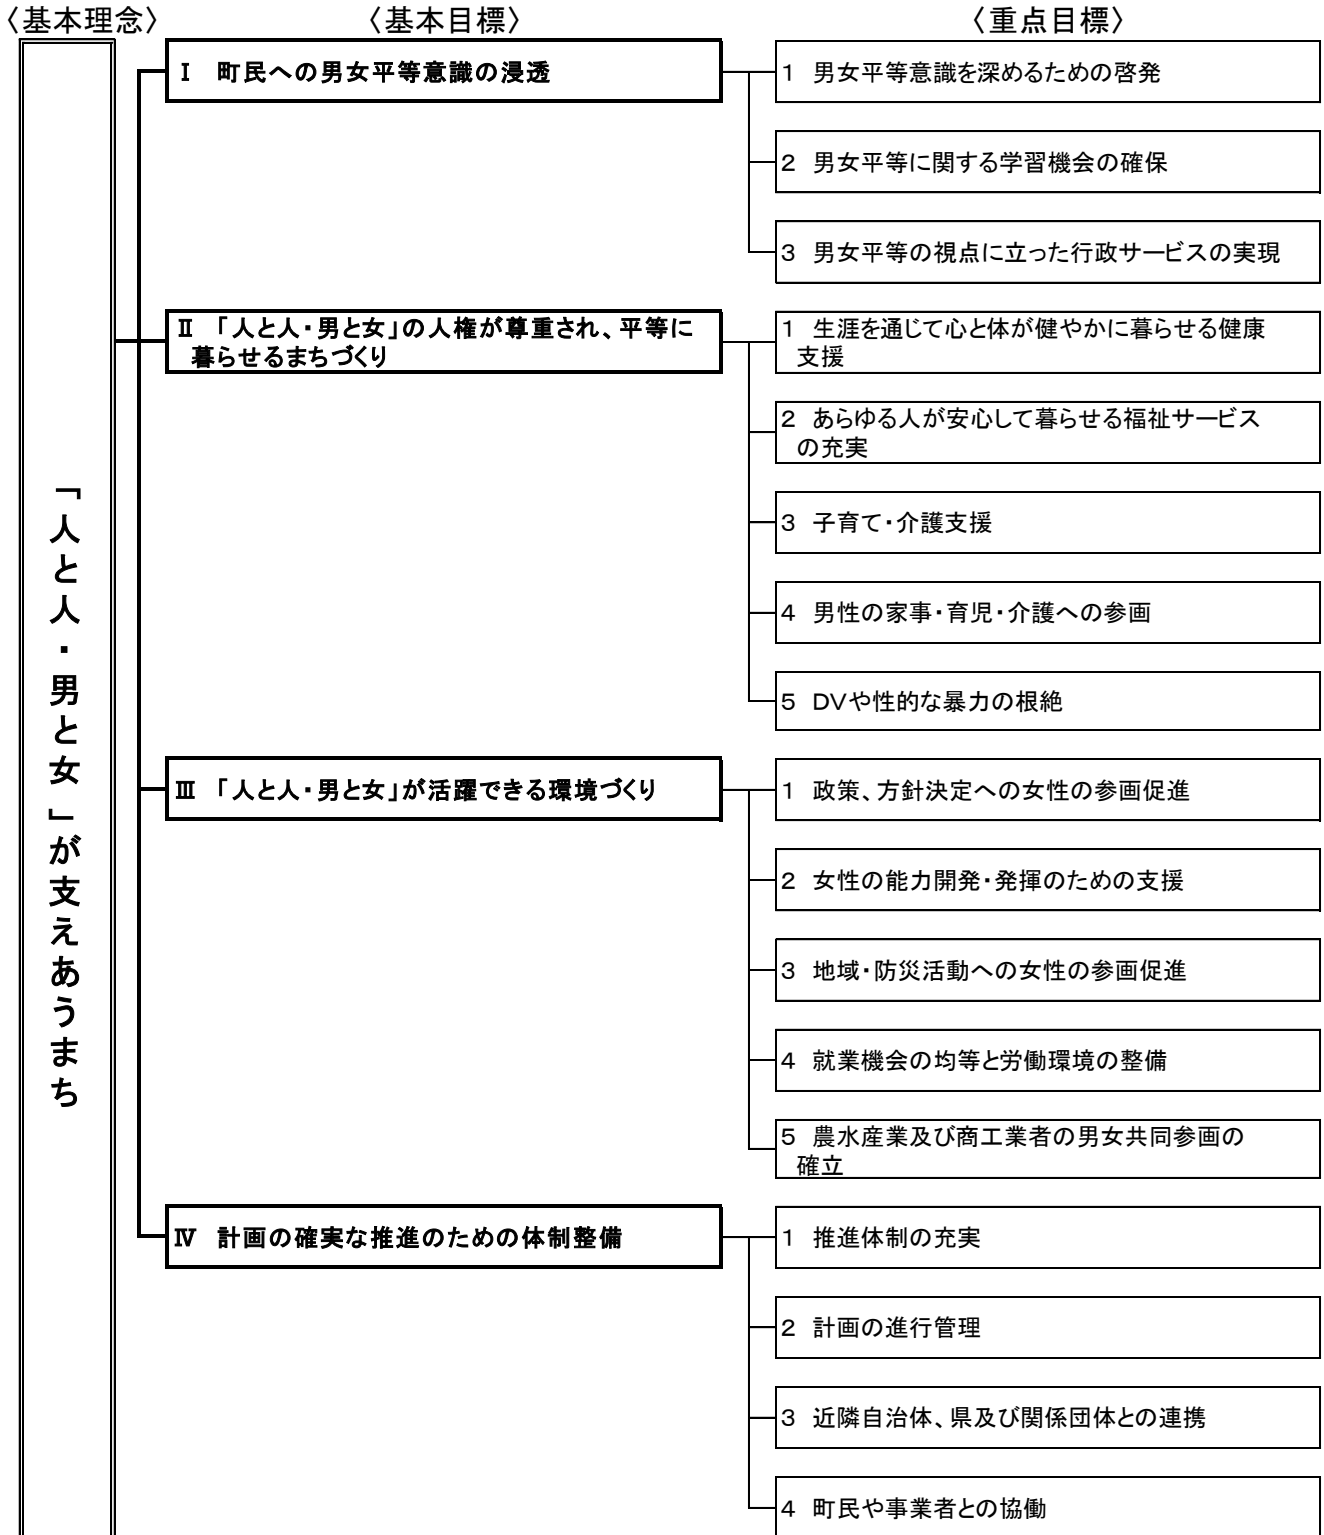 〈基本理念〉
〈基本目標〉
〈重点目標〉
「人と人・男と女」が支えあうまち
Ⅰ　町民への男女平等意識の浸透
1　男女平等意識を深めるための啓発
2　男女平等に関する学習機会の確保
3　男女平等の視点に立った行政サービスの実現
Ⅱ　「人と人・男と女」の人権が尊重され、平等に
暮らせるまちづくり
1　生涯を通じて心と体が健やかに暮らせる健康
支援
2　あらゆる人が安心して暮らせる福祉サービス
の充実
3　子育て・介護支援
4　男性の家事・育児・介護への参画
5　DVや性的な暴力の根絶
Ⅲ　「人と人・男と女」が活躍できる環境づくり
1　政策、方針決定への女性の参画促進
2　女性の能力開発・発揮のための支援
3　地域・防災活動への女性の参画促進
4　就業機会の均等と労働環境の整備
5　農水産業及び商工業者の男女共同参画の
確立
Ⅳ　計画の確実な推進のための体制整備
1　推進体制の充実
2　計画の進行管理
3　近隣自治体、県及び関係団体との連携
4　町民や事業者との協働